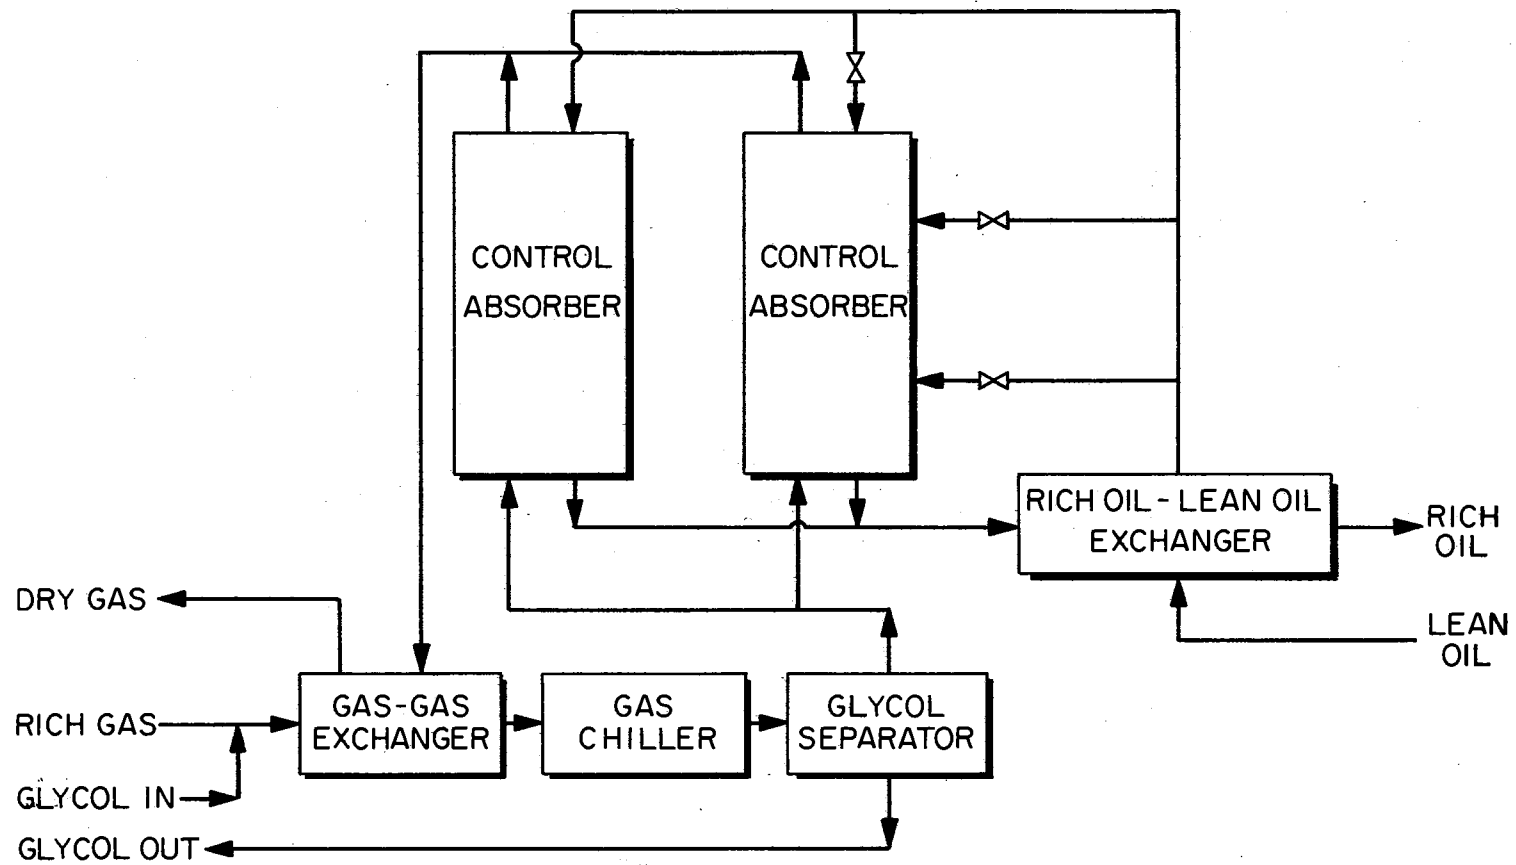 CONTROL
ABSORBER
CONTROL
ABSORBER
RICH OIL - LEAN OIL
EXCHANGER
RICH
OIL
LEAN
OIL
DRY GAS
RICH GAS
GLYCOL IN
GLYCOL OUT
GAS-GAS
EXCHANGER
GAS
CHILLER
GLYCOL
SEPARATOR